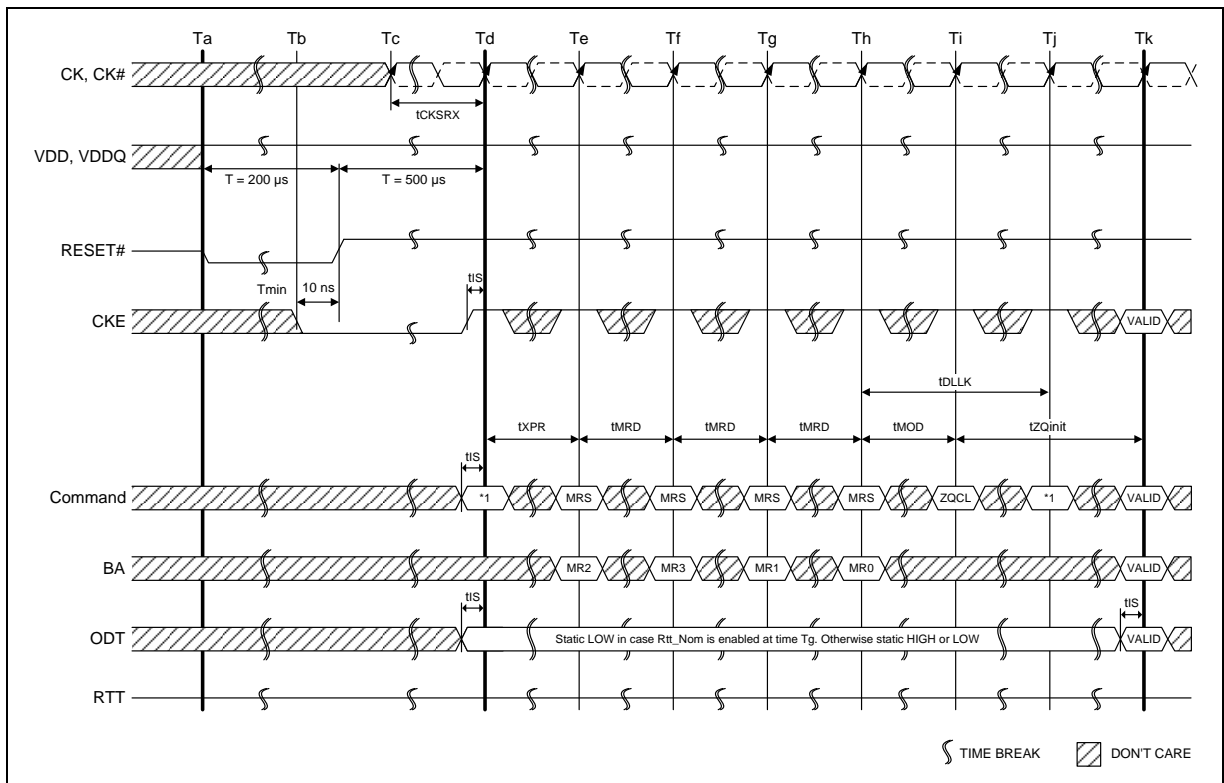 Ta Tb Tc Td Te Tf Tg Th Ti Tj Tk
CK, CK#
tCKSRX
VDD, VDDQ
T = 200 µs T = 500 µs
RESET#
Tmin 10 ns tIS
CKE VALID
tDLLK
tXPR tMRD tMRD tMRD tMOD tZQinit
tIS
Command *1 MRS MRS MRS MRS ZQCL *1 VALID
BA MR2 MR3 MR1 MR0 VALID
tIS tIS
ODT Static LOW in case Rtt_Nom is enabled at time Tg. Otherwise static HIGH or LOW VALID
RTT
TIME BREAK DON'T CARE